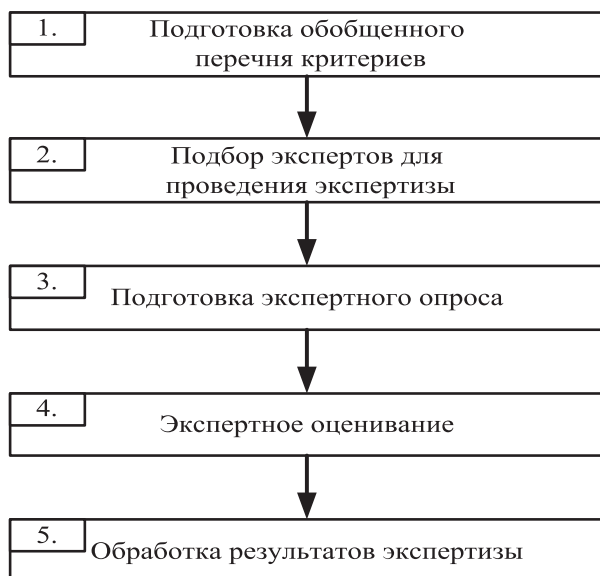 1. Подготовка обобщенного
перечня критериев
2. Подбор экспертов для
проведения экспертизы
3.
Подготовка экспертного опроса
4.
Экспертное оценивание
5.
Обработка результатов экспертизы